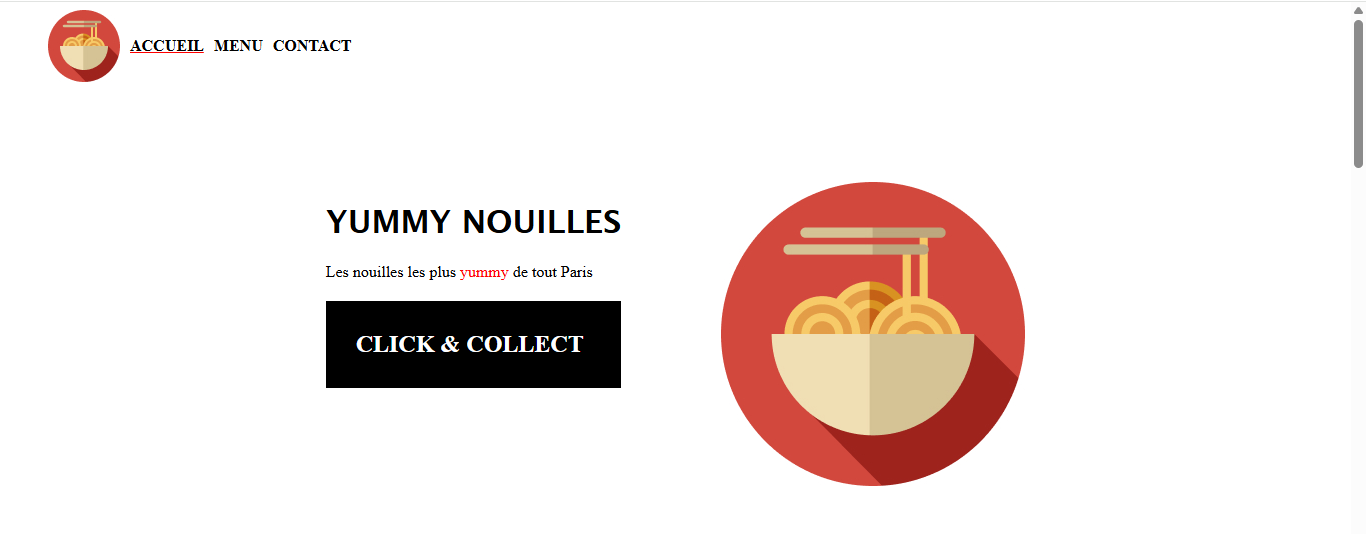 ACCUEIL MENU CONTACT
YUMMY NOUILLES
Les nouilles les plus yummy de tout Paris
CLICK & COLLECT